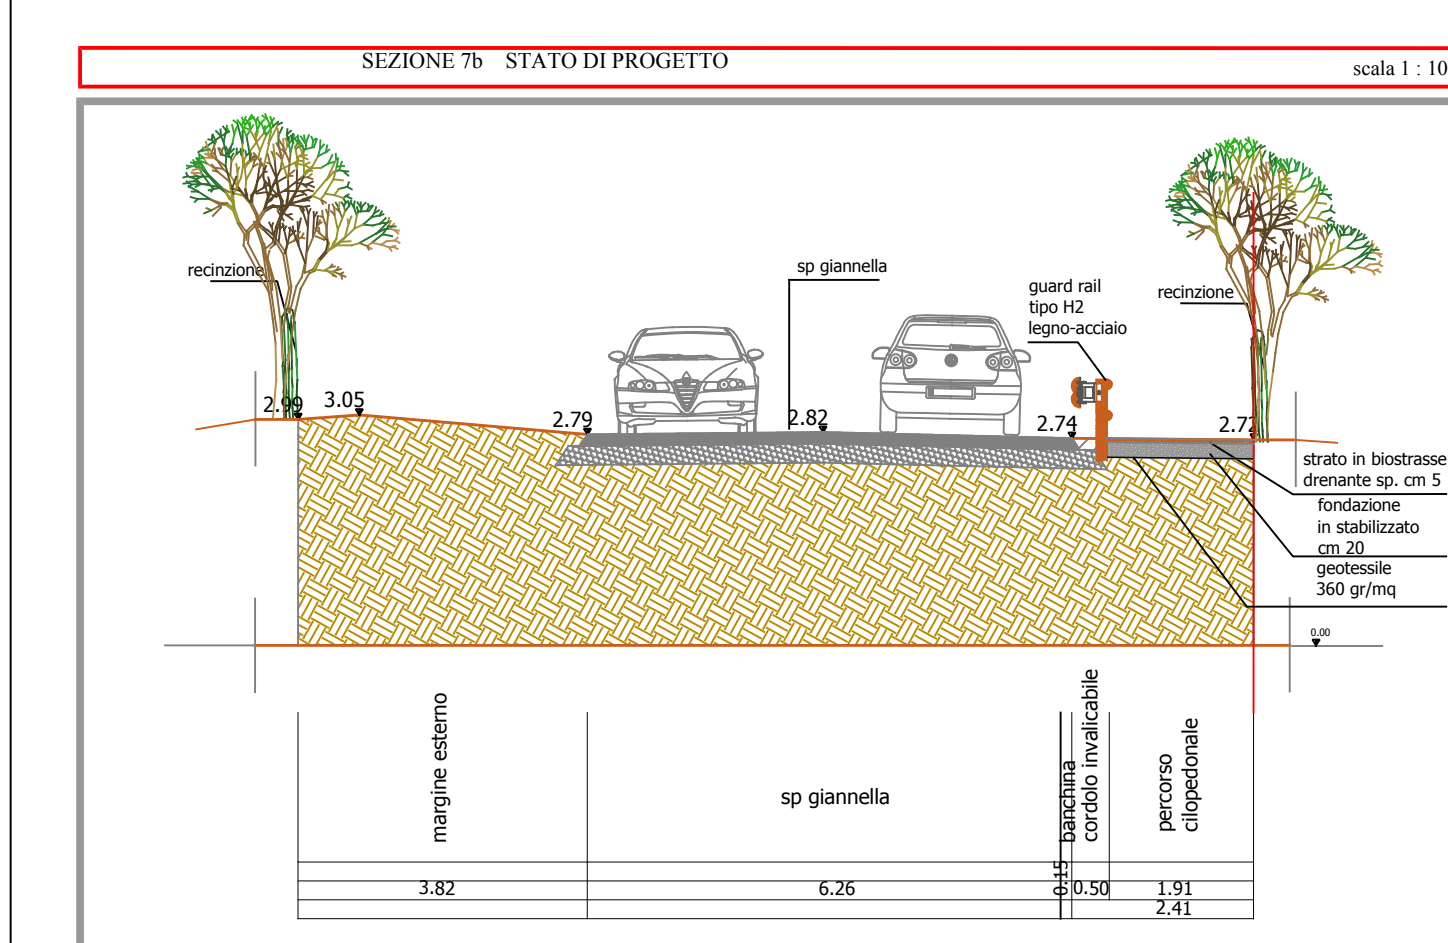 SEZIONE 7b STATO DI PROGETTO
scala 1 : 10
recinzione
sp giannella
guard rail
tipo H2
legno-acciaio
recinzione
2.99
3.05
2.79
2.82
2.74
2.72
strato in biostrasse
drenante sp. cm 5
fondazione
in stabilizzato
cm 20
geotessile
360 gr/mq
0.00
margine esterno
sp giannella
banchina
cordolo invalicabile
percorso
cilopedonale
3.82
6.26
0.15
0.50
1.91
2.41